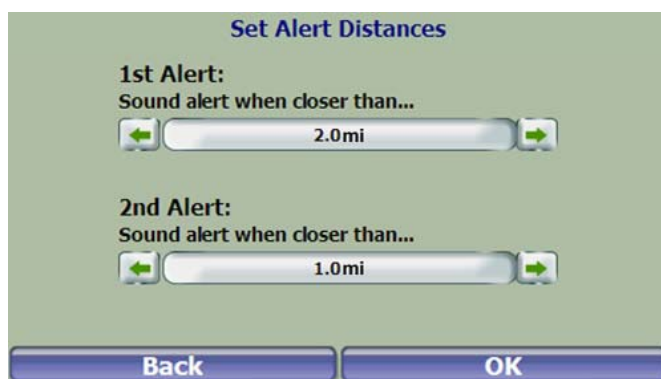 Set Alert Distances
1st Alert:
Sound alert when closer than...
2.0mi
2nd Alert:
Sound alert when closer than...
1.0mi
Back OK